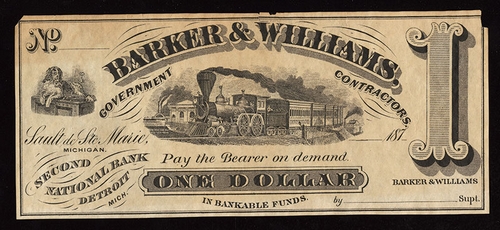 No
BARKER & WILLIAMS,
GOVERNMENT CONTRACTORS,
Sault de Ste. Marie,
MICHIGAN.
187
Pay the Bearer on demand
SECOND
NATIONAL BANK
DETROIT
MICH.
ONE DOLLAR
IN BANKABLE FUNDS.
by
1
BARKER & WILLIAMS
Supt.